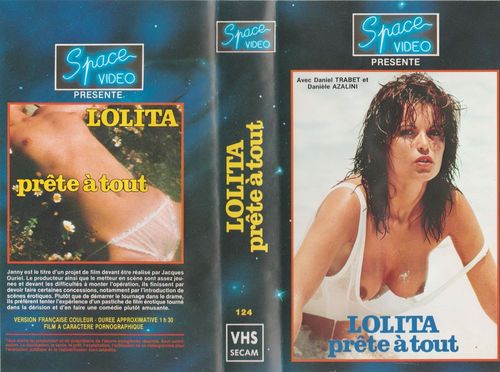 Space
VIDEO
PRESENTE
LOLITA
prête à tout
Janny est le titre d'un projet de film devant être réalisé par Jacques
Ouriel. Le producteur ainsi que le metteur en scène sont assez jeu-
nes et devant les difficultés à monter l'opération, ils finissent par
devoir faire certaines concessions, notamment par l'introduction de
scènes érotiques. Plutôt que de démarrer le tournage dans le drame,
ils préfèrent tenter l'expérience d'un pastiche de film érotique tourné
dans la dérision et d'en faire une comédie plutôt amusante.
VERSION FRANCAISE COULEUR - DUREE APPROXIMATIVE 1 h 30
FILM A CARACTERE PORNOGRAPHIQUE
LOLITA
prête à tout
124
VHS
SECAM
Space
VIDEO
PRESENTE
Avec Daniel TRABET et
Danièle AZALINI
LOLITA
prête à tout